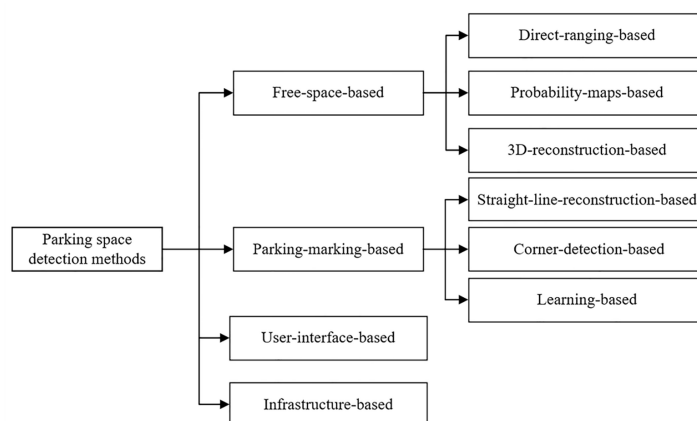 Parking space
detection methods
Free-space-based
Direct-ranging-based
Probability-maps-based
3D-reconstruction-based
Parking-marking-based
Straight-line-reconstruction-based
Corner-detection-based
Learning-based
User-interface-based
Infrastructure-based